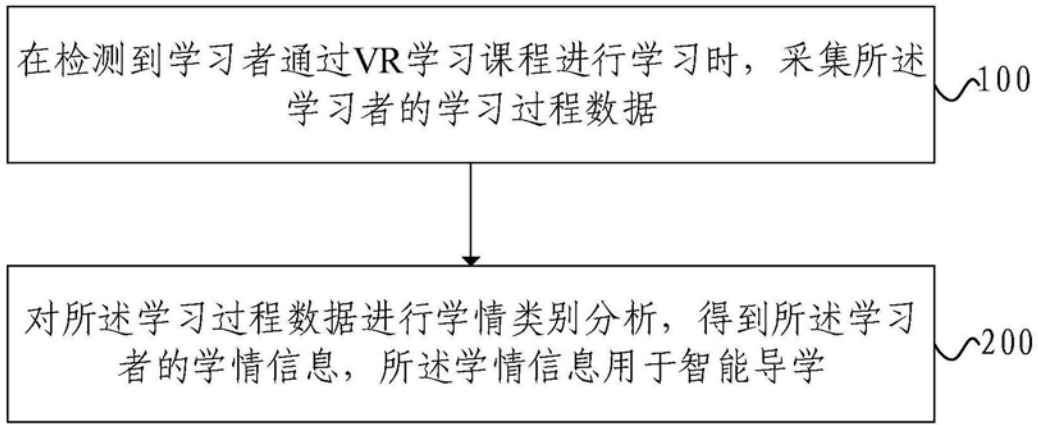 在检测到学习者通过VR学习课程进行学习时，采集所述
学习者的学习过程数据
100
对所述学习过程数据进行学情类别分析，得到所述学习
者的学情信息，所述学情信息用于智能导学
200